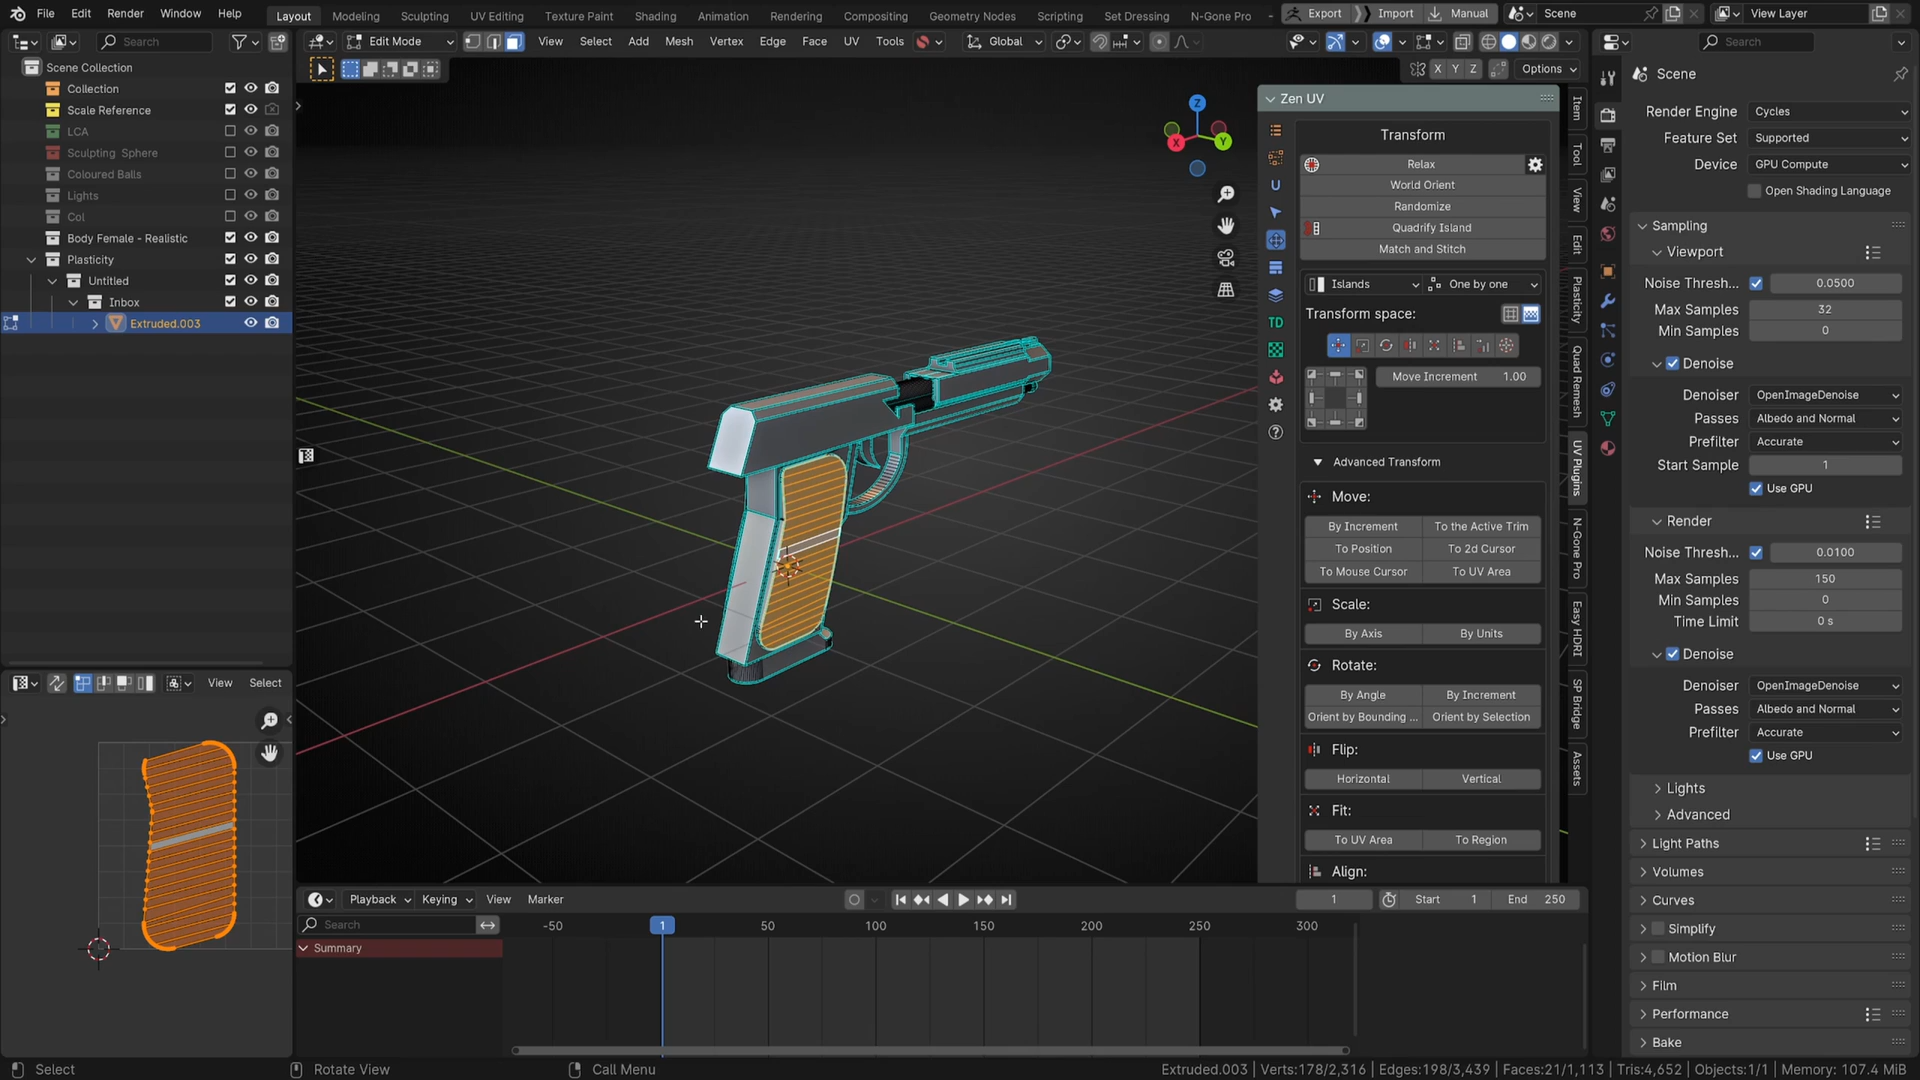 File Edit Render Window Help Layout Modeling Sculpting UV Editing Texture Paint Shading Animation Rendering Compositing Geometry Nodes Scripting Set Dressing N-Gone Pro Export Import Manual Scene View Layer
Search Edit Mode View Select Add Mesh Vertex Edge Face UV Tools Global Search
X Y Z Options
Scene Collection
Collection
Scale Reference
LCA
Sculpting Sphere
Coloured Balls
Lights
Col
Body Female - Realistic
Plasticity
Untitled
Inbox
Extruded.003
View Select
Z
X
Y
Zen UV
Transform
Relax
World Orient
Randomize
Quadrify Island
Match and Stitch
Islands One by one
Transform space:
Move Increment 1.00
Advanced Transform
Move:
By Increment To the Active Trim
To Position To 2d Cursor
To Mouse Cursor To UV Area
Scale:
By Axis By Units
Rotate:
By Angle By Increment
Orient by Bounding ... Orient by Selection
Flip:
Horizontal Vertical
Fit:
To UV Area To Region
Align:
U
TD
Item
Tool
View
Edit
Plasticity
Quad Remesh
UV Plugins
N-Gone Pro
Easy HDRI
SP Bridge
Assets
Scene
Render Engine Cycles
Feature Set Supported
Device GPU Compute
Open Shading Language
Sampling
Viewport
Noise Thresh... 0.0500
Max Samples 32
Min Samples 0
Denoise
Denoiser OpenImageDenoise
Passes Albedo and Normal
Prefilter Accurate
Start Sample 1
Use GPU
Render
Noise Thresh... 0.0100
Max Samples 150
Min Samples 0
Time Limit 0 s
Denoise
Denoiser OpenImageDenoise
Passes Albedo and Normal
Prefilter Accurate
Use GPU
Lights
Advanced
Light Paths
Volumes
Curves
Simplify
Motion Blur
Film
Performance
Bake
Playback Keying View Marker 1 Start 1 End 250
Search -50 1 50 100 150 200 250 300
Summary
Select Rotate View Call Menu Extruded.003 | Verts:178/2,316 | Edges:198/3,439 | Faces:21/1,113 | Tris:4,652 | Objects:1/1 | Memory: 107.4 MiB